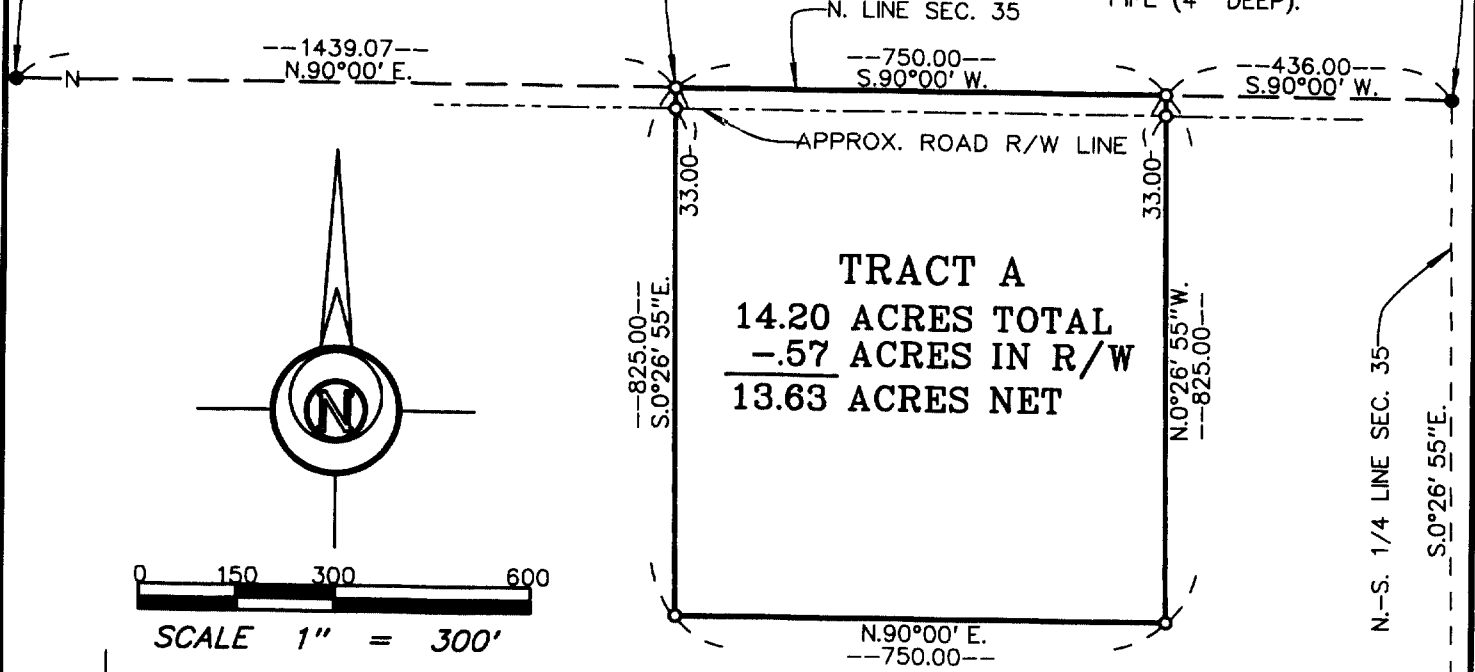 N. LINE SEC. 35
PIPE (4" DEEP).
--1439.07--
N.90°00' E.
N
--750.00--
S.90°00' W.
--436.00--
S.90°00' W.
APPROX. ROAD R/W LINE
33.00
33.00
TRACT A
14.20 ACRES TOTAL
-.57 ACRES IN R/W
13.63 ACRES NET
--825.00--
S.0°26' 55"E.
N.0°26' 55"W.
--825.00--
N.-S. 1/4 LINE SEC. 35
S.0°26' 55"E.
N
0 150 300 600
SCALE 1" = 300'
N.90°00' E.
--750.00--